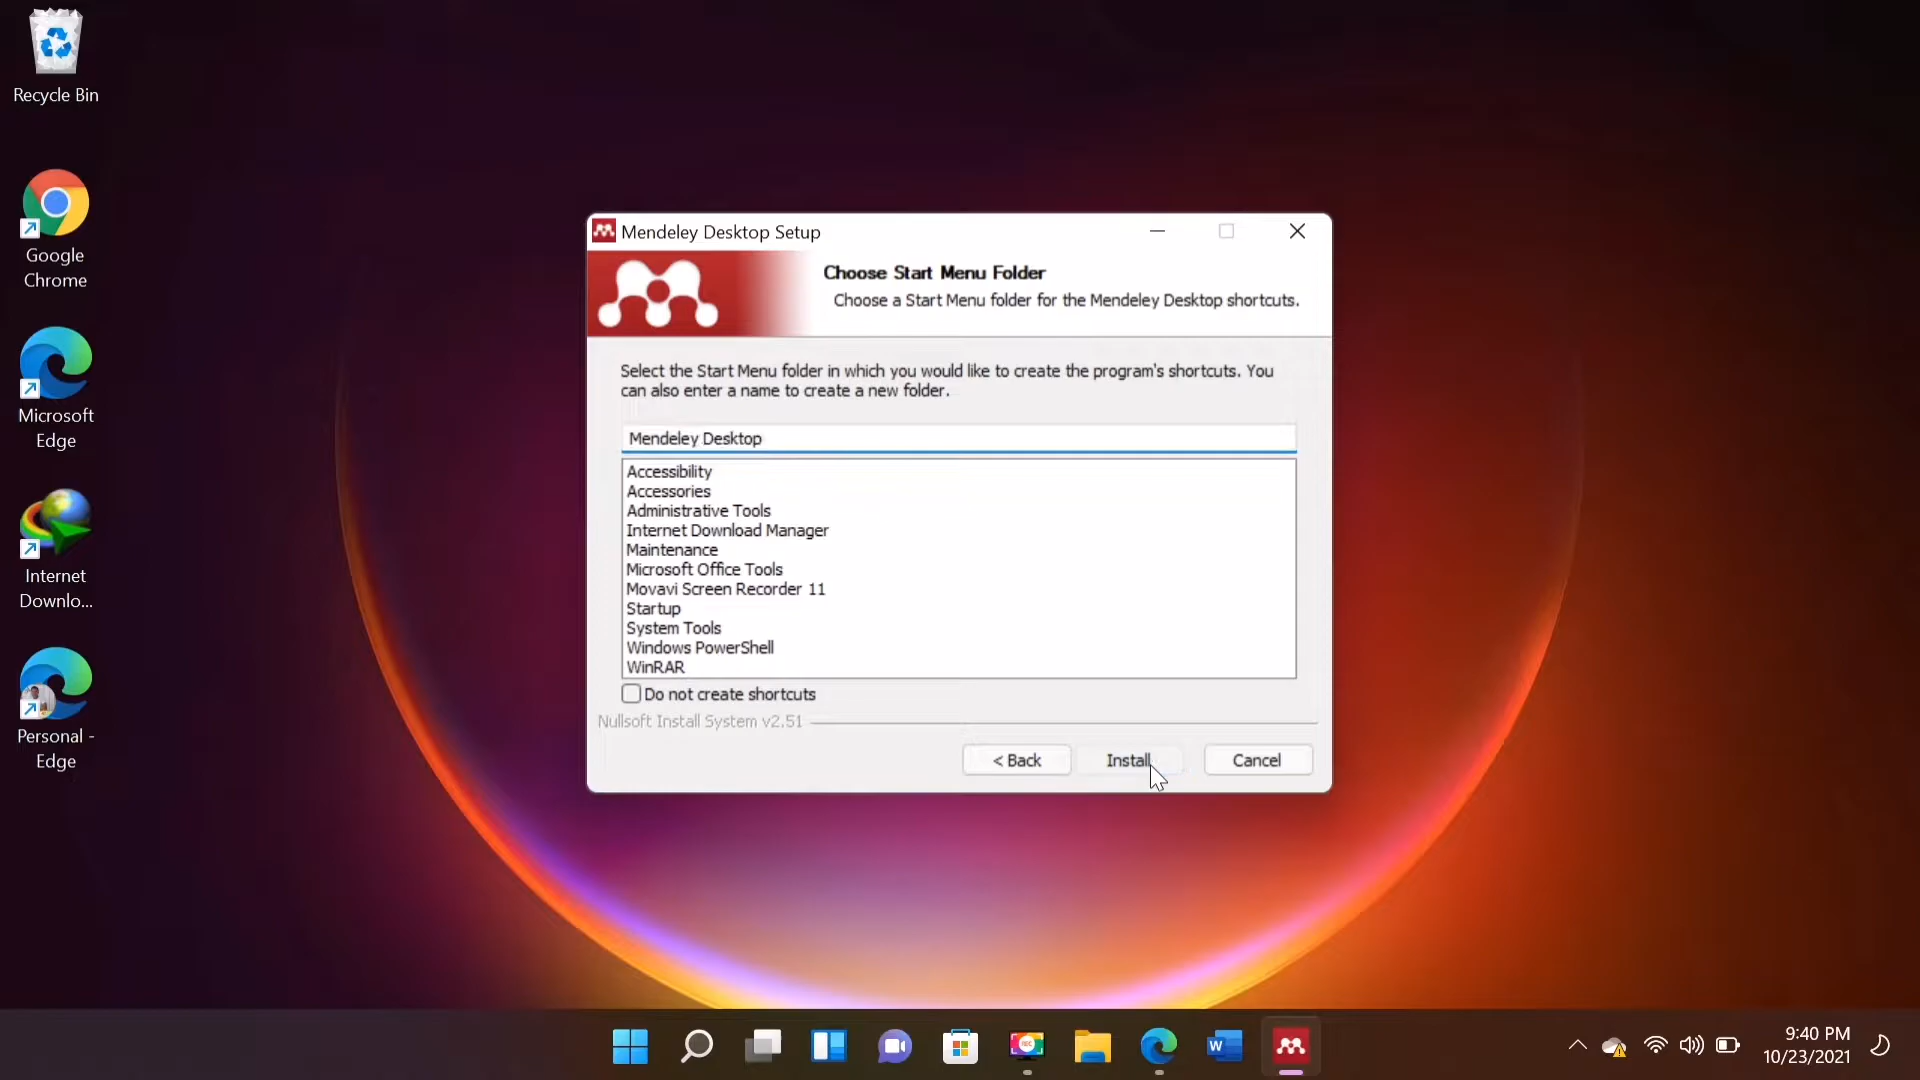 Recycle Bin
Google
Chrome
Microsoft
Edge
Internet
Downlo...
Personal -
Edge
Mendeley Desktop Setup
Choose Start Menu Folder
Choose a Start Menu folder for the Mendeley Desktop shortcuts.
Select the Start Menu folder in which you would like to create the program's shortcuts. You
can also enter a name to create a new folder.
Mendeley Desktop
Accessibility
Accessories
Administrative Tools
Internet Download Manager
Maintenance
Microsoft Office Tools
Movavi Screen Recorder 11
Startup
System Tools
Windows PowerShell
WinRAR
Do not create shortcuts
Nullsoft Install System v2.51
< Back
Install
Cancel
REC
W
9:40 PM
10/23/2021